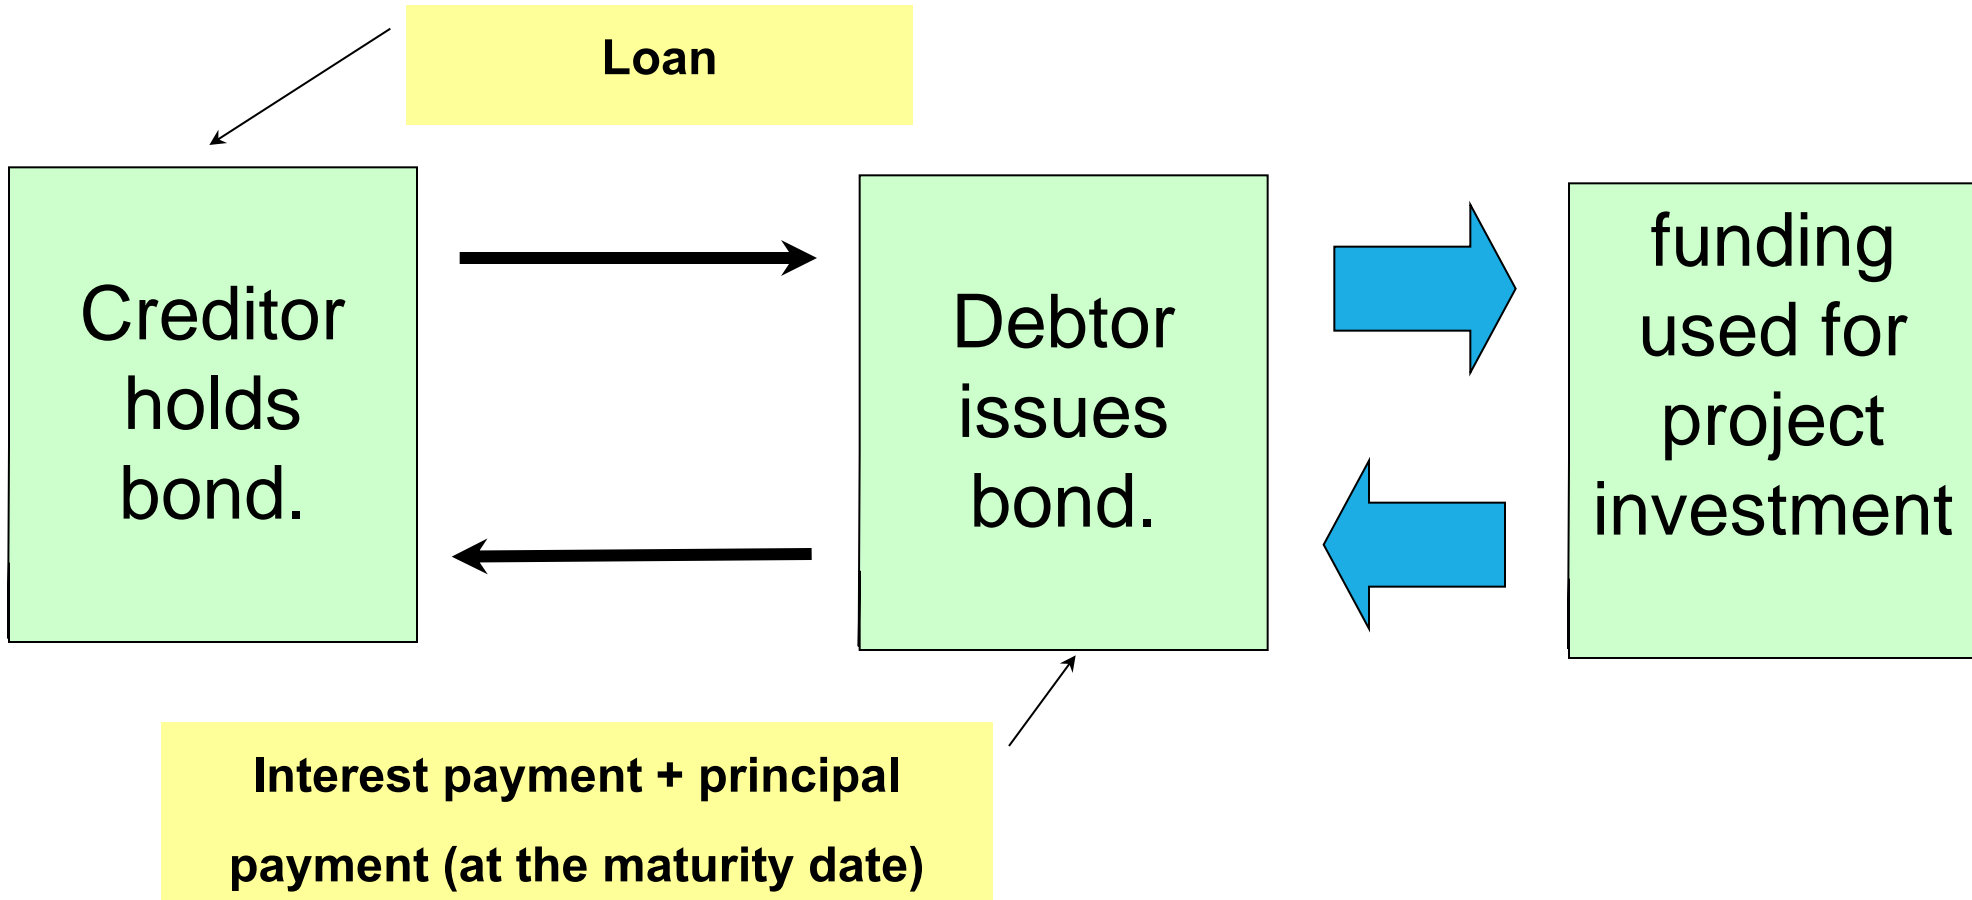 Loan
Creditor
holds
bond.
Debtor
issues
bond.
funding
used for
project
investment
Interest payment + principal
payment (at the maturity date)